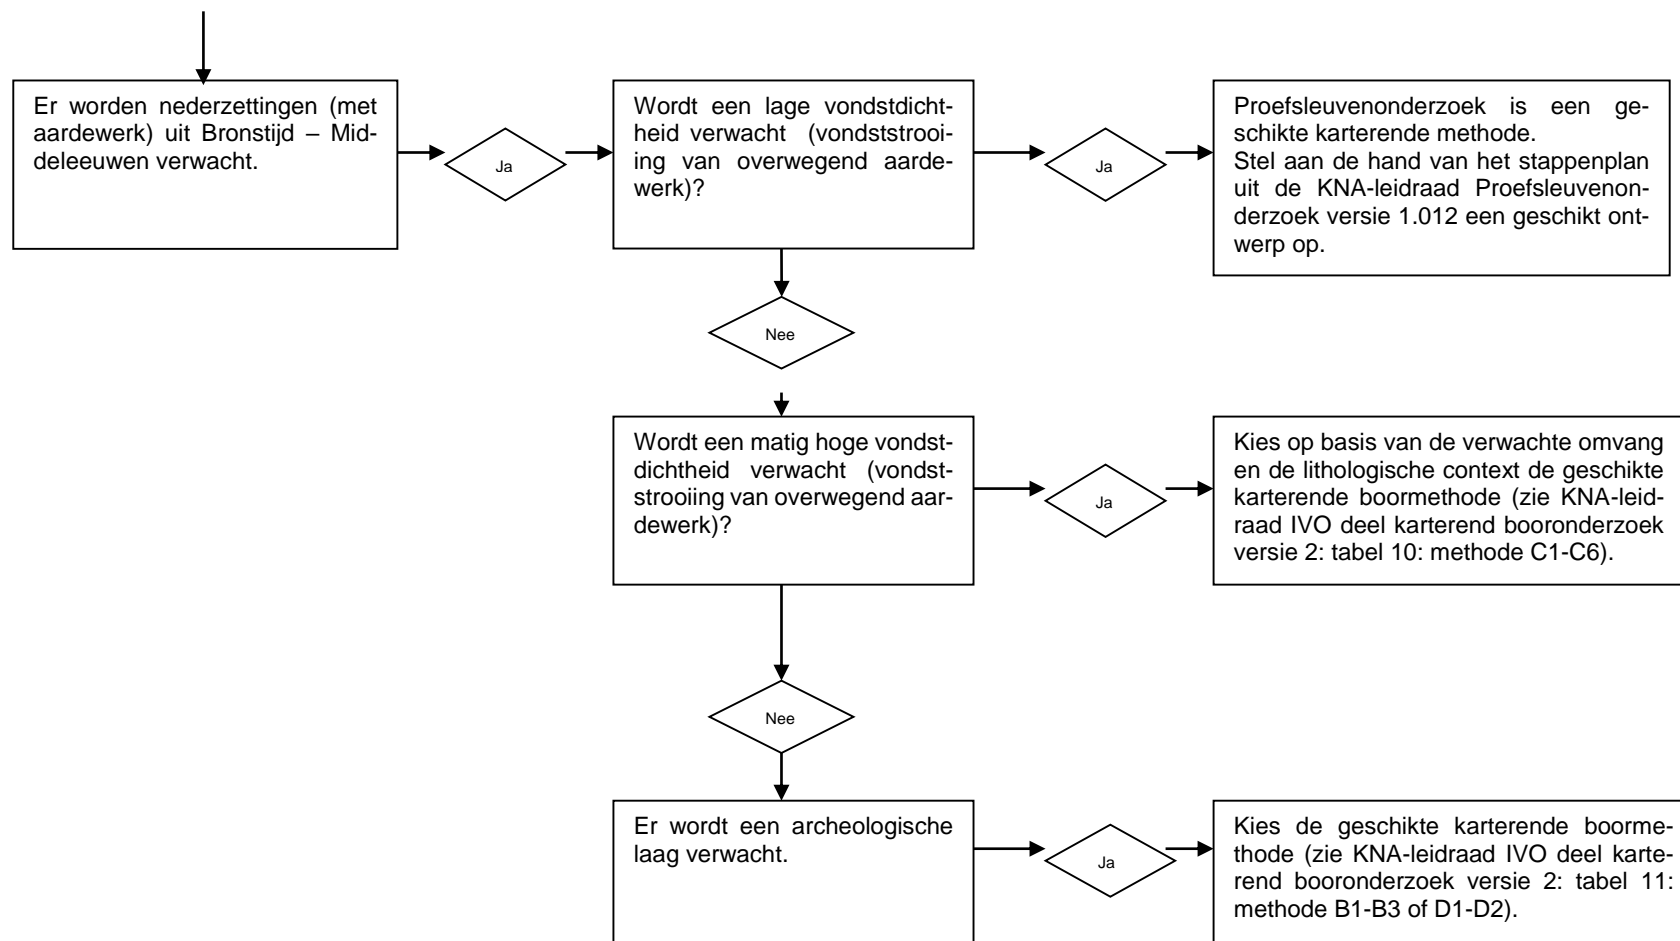 Er worden nederzettingen (met
aardewerk) uit Bronstijd – Mid-
deleeuwen verwacht.
Ja
Wordt een lage vondstdicht-
heid verwacht (vondststrooi-
ing van overwegend aarde-
werk)?
Ja
Proefsleuvenonderzoek is een ge-
schikte karterende methode.
Stel aan de hand van het stappenplan
uit de KNA-leidraad Proefsleuvenon-
derzoek versie 1.012 een geschikt ont-
werp op.
Nee
Wordt een matig hoge vondst-
dichtheid verwacht (vondst-
strooiing van overwegend aar-
dewerk)?
Ja
Kies op basis van de verwachte omvang
en de lithologische context de geschikte
karterende boormethode (zie KNA-leid-
raad IVO deel karterend booronderzoek
versie 2: tabel 10: methode C1-C6).
Nee
Er wordt een archeologische
laag verwacht.
Ja
Kies de geschikte karterende boorme-
thode (zie KNA-leidraad IVO deel karte-
rend booronderzoek versie 2: tabel 11:
methode B1-B3 of D1-D2).